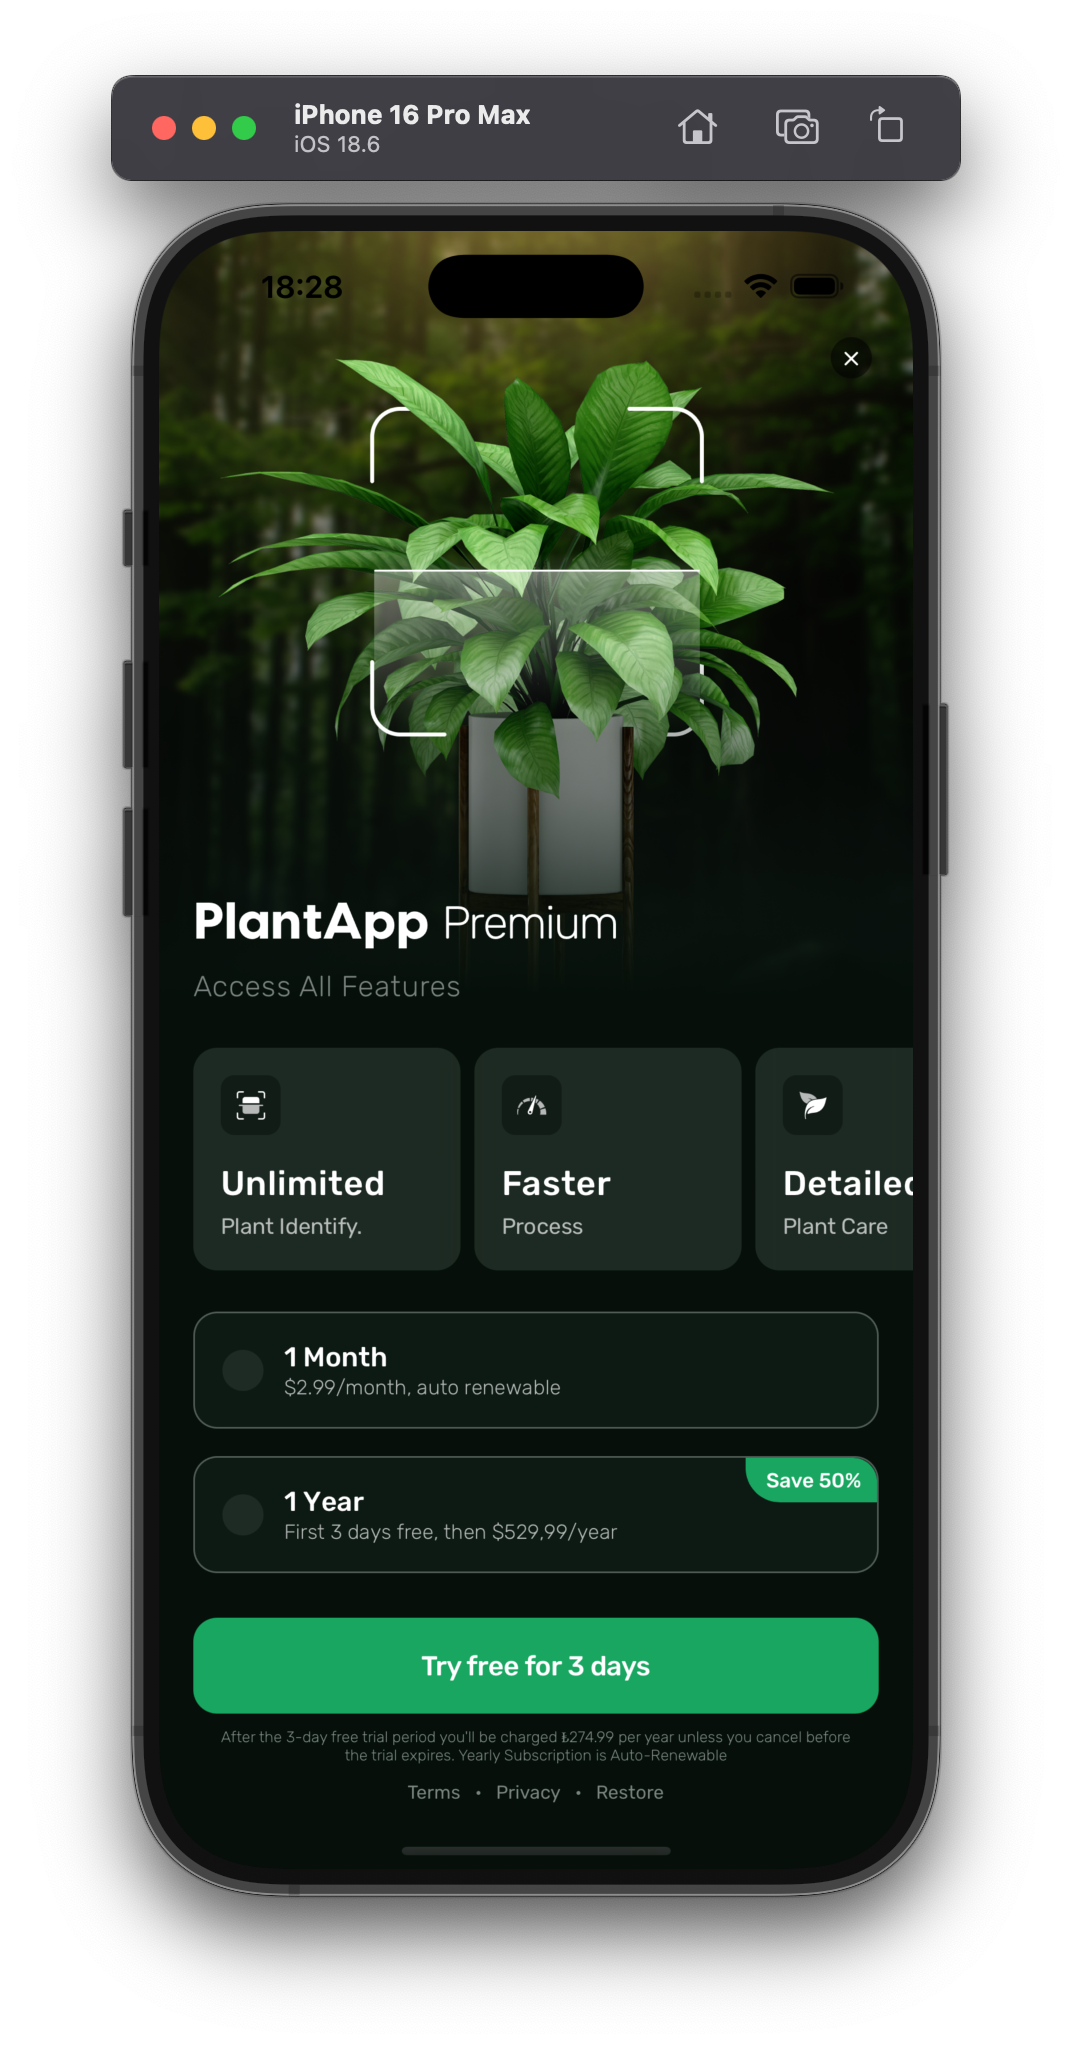 iPhone 16 Pro Max
iOS 18.6
18:28
PlantApp Premium
Access All Features
Unlimited
Plant Identify.
Faster
Process
Detailed
Plant Care
1 Month
$2.99/month, auto renewable
Save 50%
1 Year
First 3 days free, then $529,99/year
Try free for 3 days
After the 3-day free trial period you'll be charged ₺274.99 per year unless you cancel before
the trial expires. Yearly Subscription is Auto-Renewable
Terms • Privacy • Restore